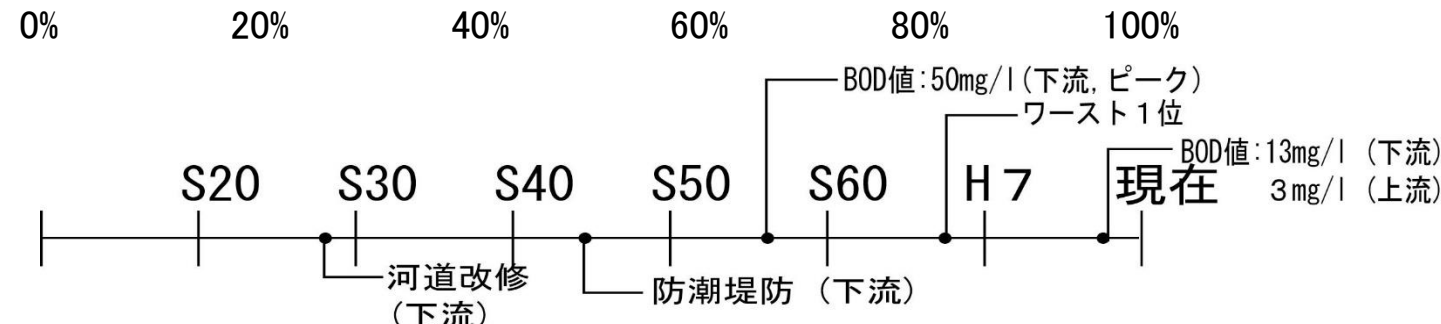 0% 20% 40% 60% 80% 100%
BOD値:50mg/l(下流,ピーク)
ワースト1位
BOD値:13mg/l (下流)
3mg/l (上流)
S20 S30 S40 S50 S60 H7 現在
河道改修
(下流)
防潮堤防 (下流)